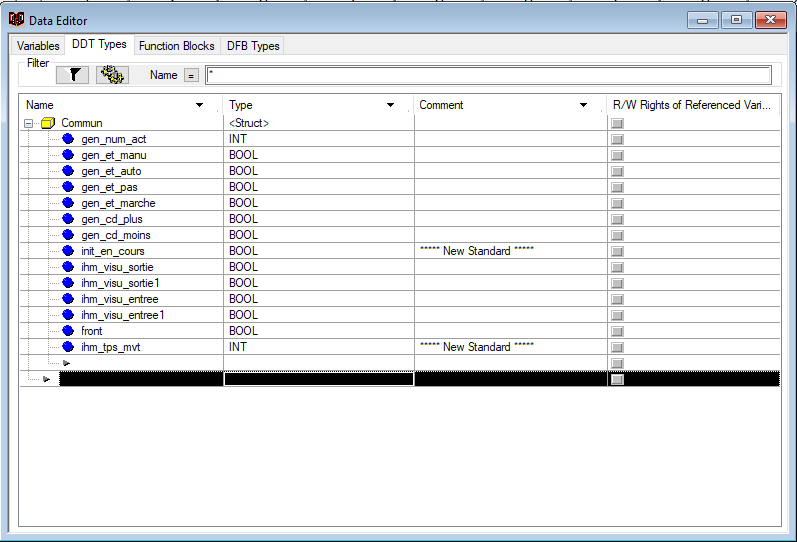 Data Editor
Variables DDT Types Function Blocks DFB Types
Filter
Name = *
Name Type Comment R/W Rights of Referenced Vari...
Commun <Struct>
gen_num_act INT
gen_et_manu BOOL
gen_et_auto BOOL
gen_et_pas BOOL
gen_et_marche BOOL
gen_cd_plus BOOL
gen_cd_moins BOOL
init_en_cours BOOL ***** New Standard *****
ihm_visu_sortie BOOL
ihm_visu_sortie1 BOOL
ihm_visu_entree BOOL
ihm_visu_entree1 BOOL
front BOOL
ihm_tps_mvt INT ***** New Standard *****